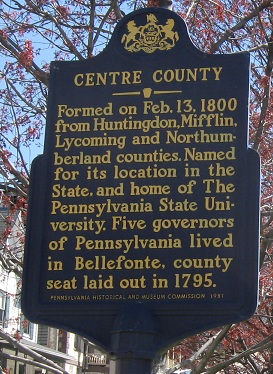 CENTRE COUNTY
Formed on Feb. 13, 1800
from Huntingdon, Mifflin,
Lycoming and Northum-
berland counties. Named
for its location in the
State, and home of The
Pennsylvania State Uni-
versity. Five governors
of Pennsylvania lived
in Bellefonte, county
seat laid out in 1795.
PENNSYLVANIA HISTORICAL AND MUSEUM COMMISSION 1981